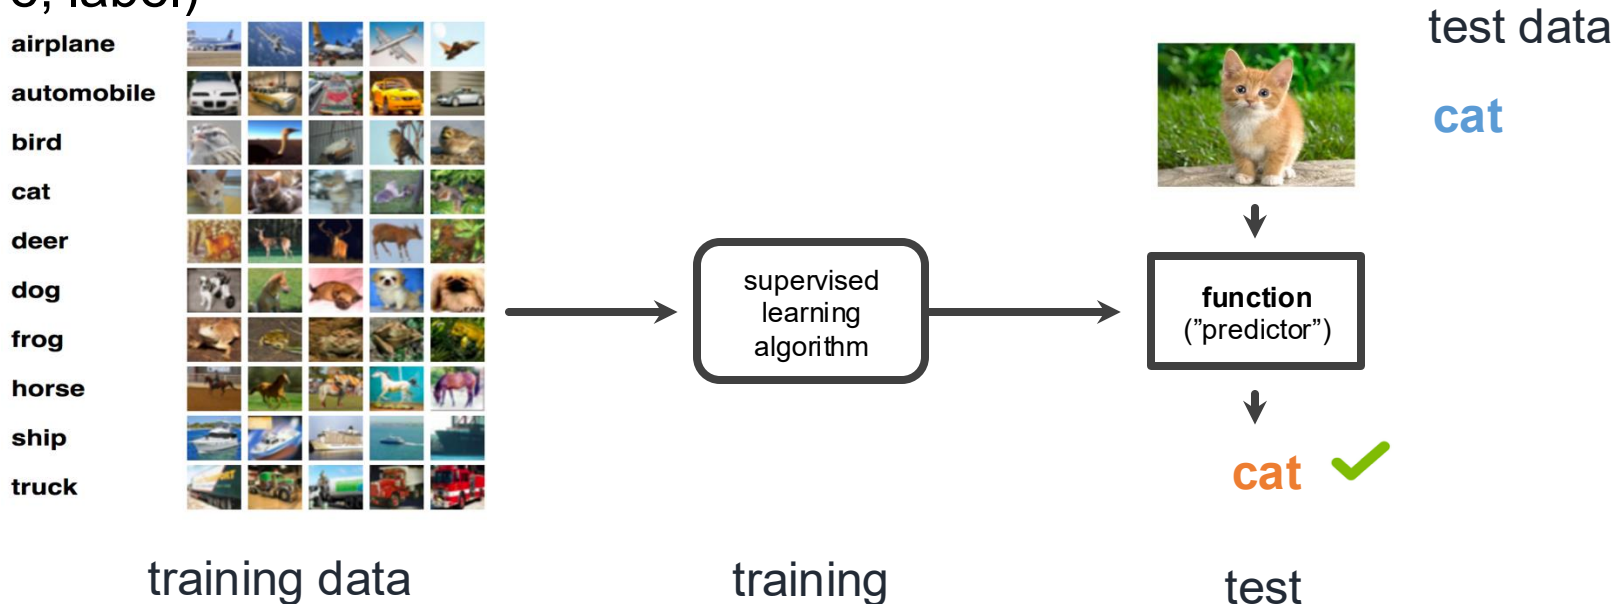 e, label)
airplane
automobile
bird
cat
deer
dog
frog
horse
ship
truck
training data
supervised
learning
algorithm
training
test data
cat
function
(”predictor”)
cat
test